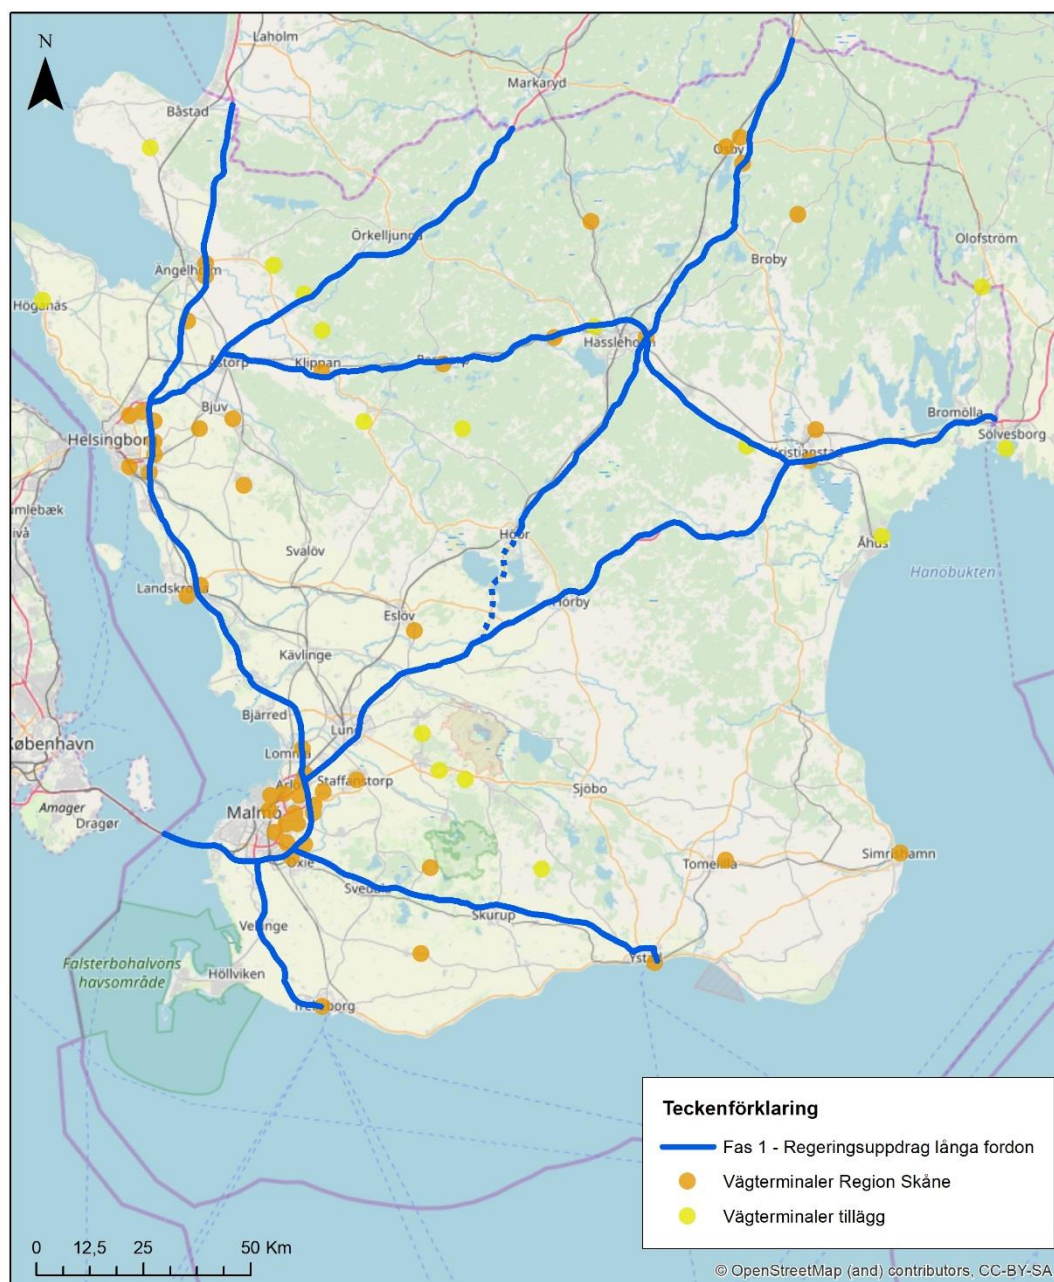 N
Laholm
Markaryd
Båstad
Osby
Örkelljunga
Olofström
Broby
Ängelholm
Höganäs
Hässleholm
Åstorp
Klippan
Bjuv
Bromölla
Helsingborg
Kristianstad
Sölvesborg
Höör
Svalöv
Åhus
Hanöbukten
Landskrona
Hörby
Eslöv
Kävlinge
Bjärred
Lund
Lomma
København
Staffanstorp
Sjöbo
Amager
Malmö
Dragør
Tomelilla
Simrishamn
Oxie
Svedala
Skurup
Vellinge
Ystad
Falsterbohalvöns
havsområde
Höllviken
Trelleborg
Teckenförklaring
Fas 1 - Regeringsuppdrag långa fordon
Vägterminaler Region Skåne
Vägterminaler tillägg
0 12,5 25 50 Km
© OpenStreetMap (and) contributors, CC-BY-SA